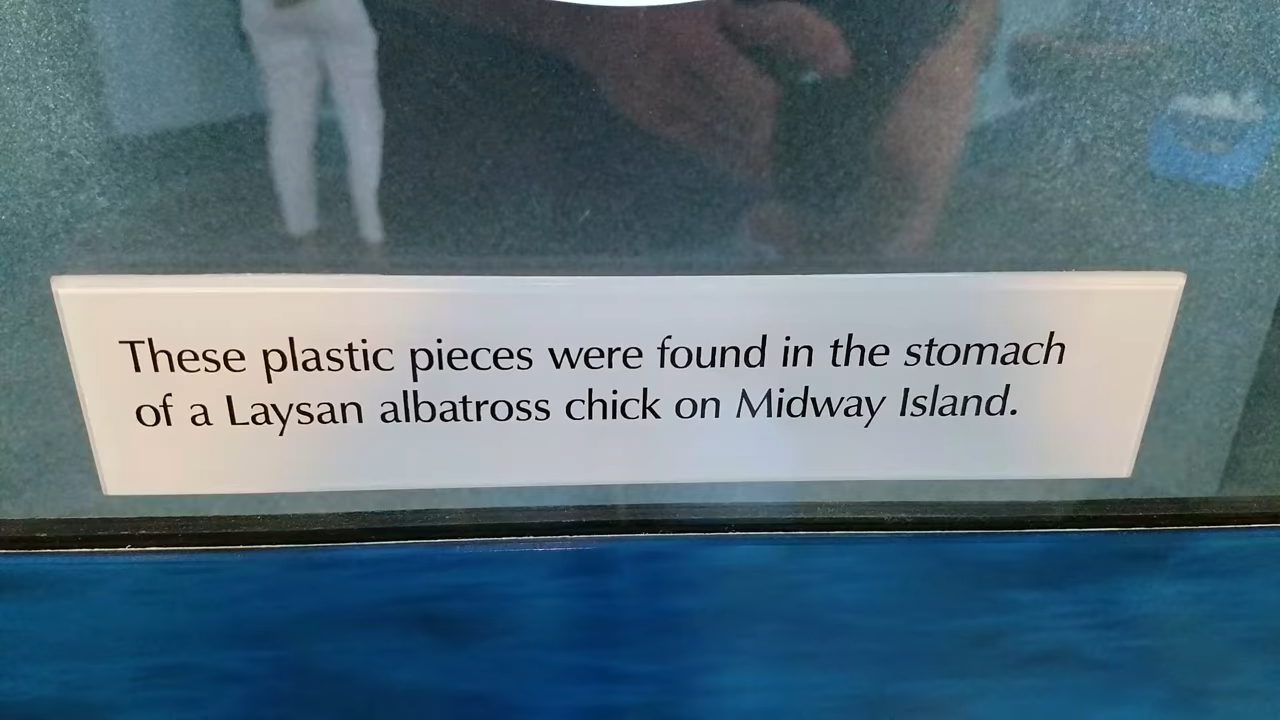 These plastic pieces were found in the stomach
of a Laysan albatross chick on Midway Island.